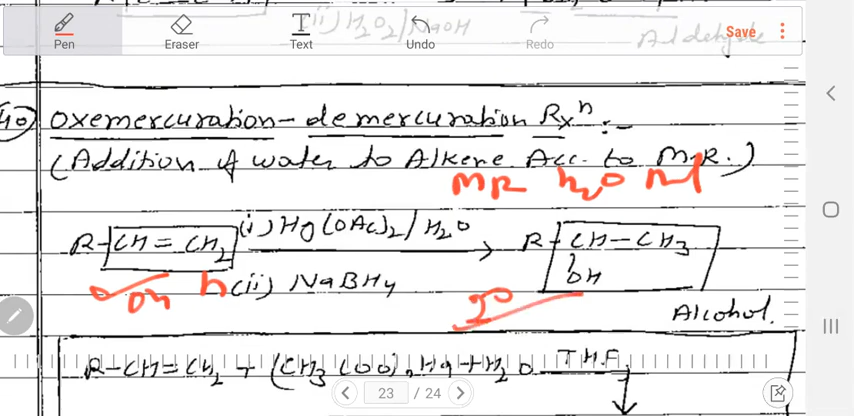 (ii) H2O2/NaOH
Aldehyde
Save
Pen
Eraser
Text
Undo
Redo
40) Oxemercuration-demercuration Rxn:-
(Addition of water to Alkene Acc. to M.R.)
MR H2O
R-CH=CH2 (i) Hg(OAc)2/H2O R-CH-CH3
OH
OH H (ii) NaBH4 2°
Alcohol.
R-CH=CH2 + (CH3COO)2Hg + H2O THF
23 / 24